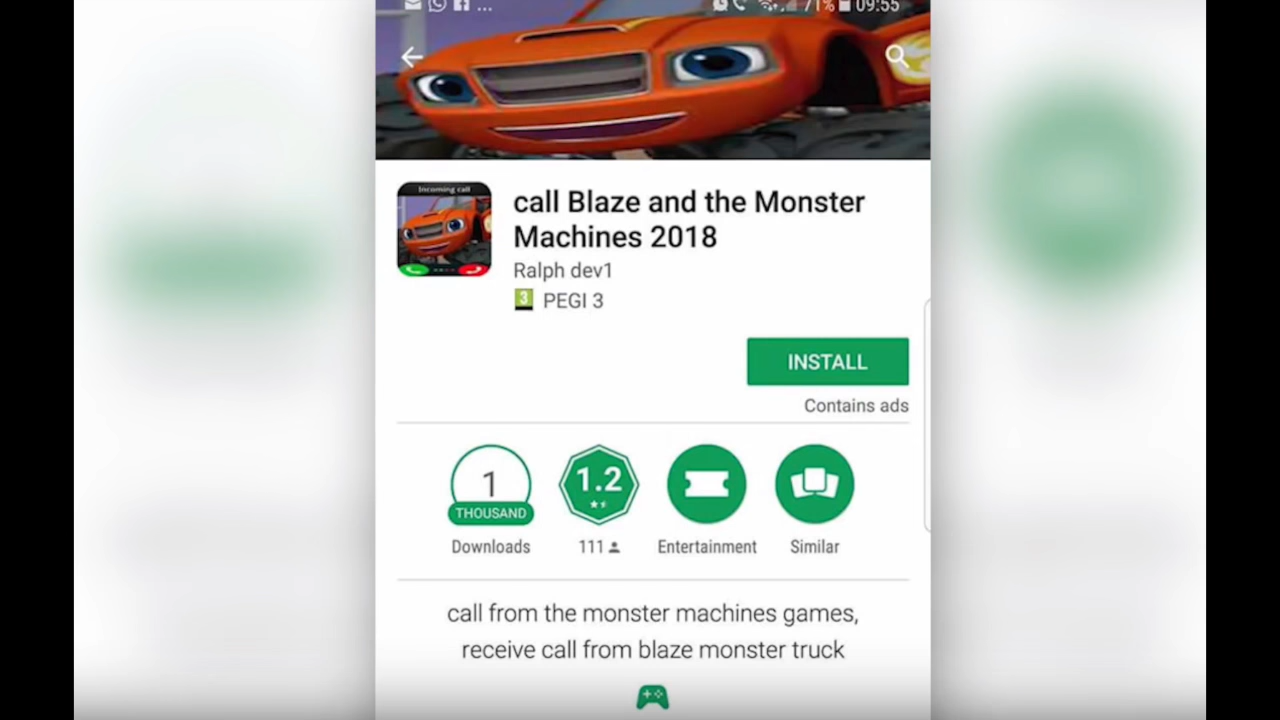 71% 09:55
Incoming call
call Blaze and the Monster
Machines 2018
Ralph dev1
3 PEGI 3
INSTALL
Contains ads
1
THOUSAND
Downloads
1.2
111
Entertainment
Similar
call from the monster machines games,
receive call from blaze monster truck